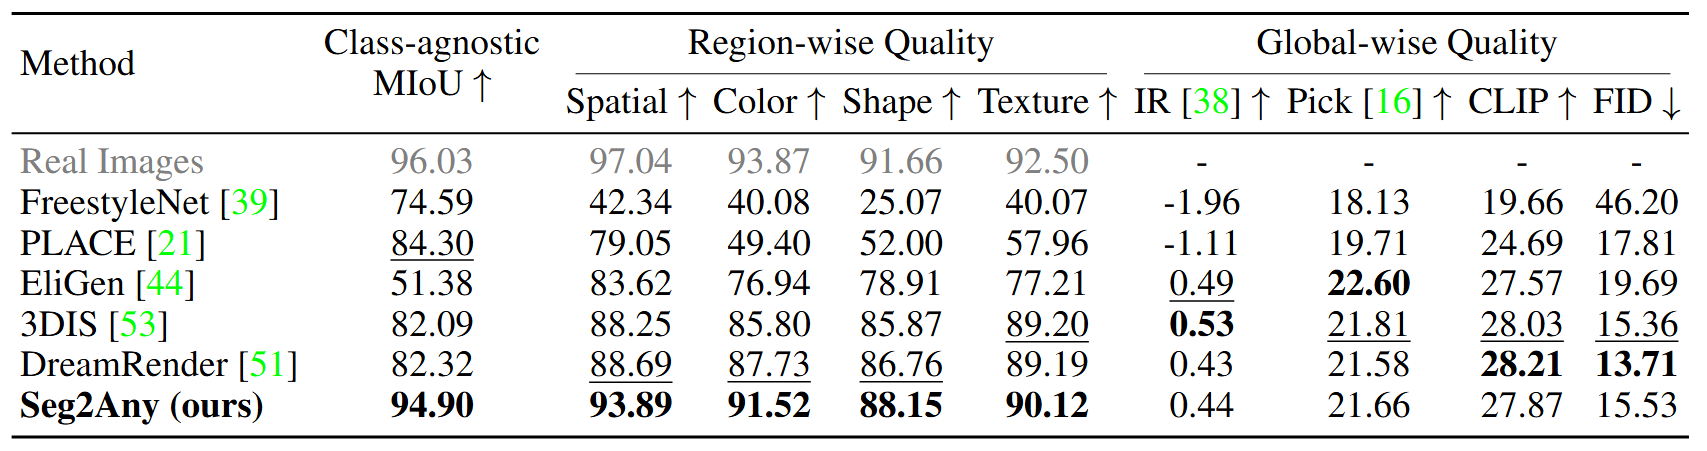 Method Class-agnostic MIoU ↑ Region-wise Quality Global-wise Quality
Spatial ↑ Color ↑ Shape ↑ Texture ↑ IR [38] ↑ Pick [16] ↑ CLIP ↑ FID ↓
Real Images 96.03 97.04 93.87 91.66 92.50 - - - -
FreestyleNet [39] 74.59 42.34 40.08 25.07 40.07 -1.96 18.13 19.66 46.20
PLACE [21] 84.30 79.05 49.40 52.00 57.96 -1.11 19.71 24.69 17.81
EliGen [44] 51.38 83.62 76.94 78.91 77.21 0.49 22.60 27.57 19.69
3DIS [53] 82.09 88.25 85.80 85.87 89.20 0.53 21.81 28.03 15.36
DreamRender [51] 82.32 88.69 87.73 86.76 89.19 0.43 21.58 28.21 13.71
Seg2Any (ours) 94.90 93.89 91.52 88.15 90.12 0.44 21.66 27.87 15.53